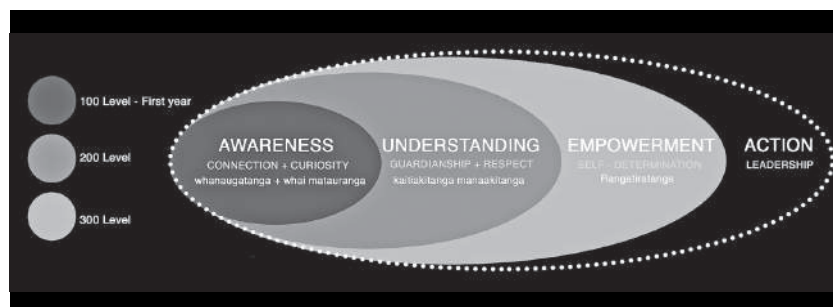 100 Level - First year
200 Level
300 Level
AWARENESS
CONNECTION + CURIOSITY
whanaugatanga + whai matauranga
UNDERSTANDING
GUARDIANSHIP + RESPECT
kaitiakitanga manaakitanga
EMPOWERMENT
SELF - DETERMINATION
Rangatiratanga
ACTION
LEADERSHIP